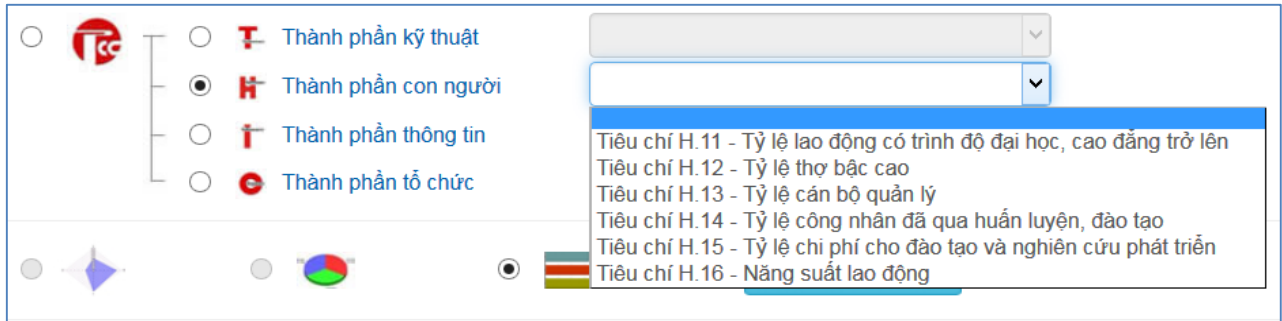 Tcc
T Thành phần kỹ thuật
H Thành phần con người
I Thành phần thông tin
Thành phần tổ chức
Tiêu chí H.11 - Tỷ lệ lao động có trình độ đại học, cao đẳng trở lên
Tiêu chí H.12 - Tỷ lệ thợ bậc cao
Tiêu chí H.13 - Tỷ lệ cán bộ quản lý
Tiêu chí H.14 - Tỷ lệ công nhân đã qua huấn luyện, đào tạo
Tiêu chí H.15 - Tỷ lệ chi phí cho đào tạo và nghiên cứu phát triển
Tiêu chí H.16 - Năng suất lao động